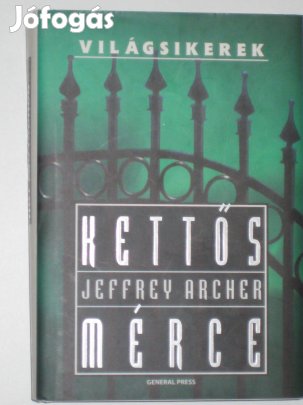 Jófogás
VILÁGSIKEREK
KETTŐS
JEFFREY ARCHER
MÉRCE
GENERAL PRESS